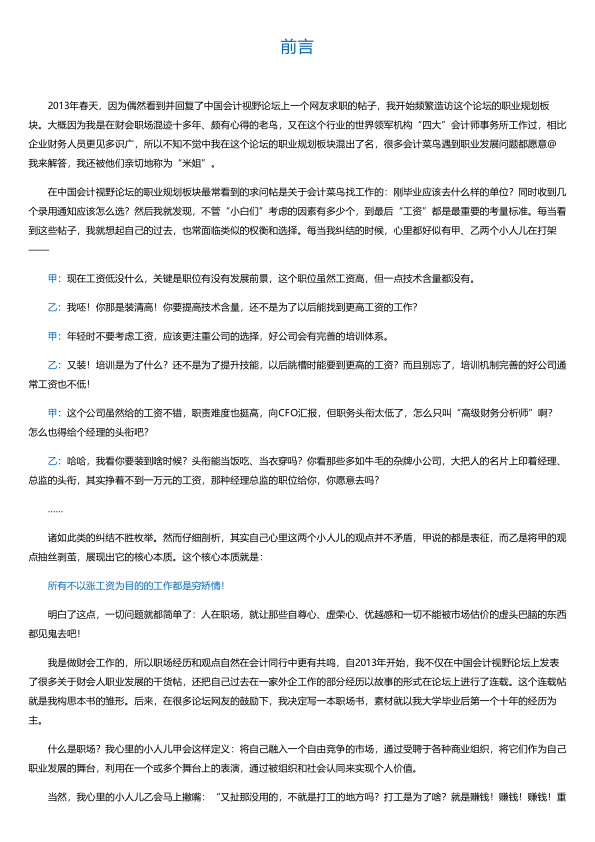 前言
2013年春天，因为偶然看到并回复了中国会计视野论坛上一个网友求职的帖子，我开始频繁造访这个论坛的职业规划板
块。大概因为我是在财会职场混迹十多年、颇有心得的老鸟，又在这个行业的世界领军机构“四大”会计师事务所工作过，相比
企业财务人员更见多识广，所以不知不觉中我在这个论坛的职业规划板块混出了名，很多会计菜鸟遇到职业发展问题都愿意@
我来解答，我还被他们亲切地称为“米姐”。
在中国会计视野论坛的职业规划板块最常看到的求问帖是关于会计菜鸟找工作的：刚毕业应该去什么样的单位？同时收到几
个录用通知应该怎么选？然后我就发现，不管“小白们”考虑的因素有多少个，到最后“工资”都是最重要的考量标准。每当看
到这些帖子，我就想起自己的过去，也常面临类似的权衡和选择。每当我纠结的时候，心里都好似有甲、乙两个小人儿在打架
——
甲：现在工资低没什么，关键是职位有没有发展前景，这个职位虽然工资高，但一点技术含量都没有。
乙：我呸！你那是装清高！你要提高技术含量，还不是为了以后能找到更高工资的工作？
甲：年轻时不要考虑工资，应该更注重公司的选择，好公司会有完善的培训体系。
乙：又装！培训是为了什么？还不是为了提升技能，以后跳槽时能要到更高的工资？而且别忘了，培训机制完善的好公司通
常工资也不低！
甲：这个公司虽然给的工资不错，职责难度也挺高，向CFO汇报，但职务头衔太低了，怎么只叫“高级财务分析师”啊？
怎么也得给个经理的头衔吧？
乙：哈哈，我看你要装到啥时候？头衔能当饭吃、当衣穿吗？你看那些多如牛毛的杂牌小公司，大把人的名片上印着经理、
总监的头衔，其实挣着不到一万元的工资，那种经理总监的职位给你，你愿意去吗？
……
诸如此类的纠结不胜枚举。然而仔细剖析，其实自己心里这两个小人儿的观点并不矛盾，甲说的都是表征，而乙是将甲的观
点抽丝剥茧，展现出它的核心本质。这个核心本质就是：
所有不以涨工资为目的的工作都是穷矫情！
明白了这点，一切问题就都简单了：人在职场，就让那些自尊心、虚荣心、优越感和一切不能被市场估价的虚头巴脑的东西
都见鬼去吧！
我是做财会工作的，所以职场经历和观点自然在会计同行中更有共鸣，自2013年开始，我不仅在中国会计视野论坛上发表
了很多关于财会人职业发展的干货帖，还把自己过去在一家外企工作的部分经历以故事的形式在论坛上进行了连载。这个连载帖
就是我构思本书的雏形。后来，在很多论坛网友的鼓励下，我决定写一本职场书，素材就以我大学毕业后第一个十年的经历为
主。
什么是职场？我心里的小人儿甲会这样定义：将自己融入一个自由竞争的市场，通过受聘于各种商业组织，将它们作为自己
职业发展的舞台，利用在一个或多个舞台上的表演，通过被组织和社会认同来实现个人价值。
当然，我心里的小人儿乙会马上撇嘴：“又扯那没用的，不就是打工的地方吗？打工是为了啥？就是赚钱！赚钱！赚钱！重